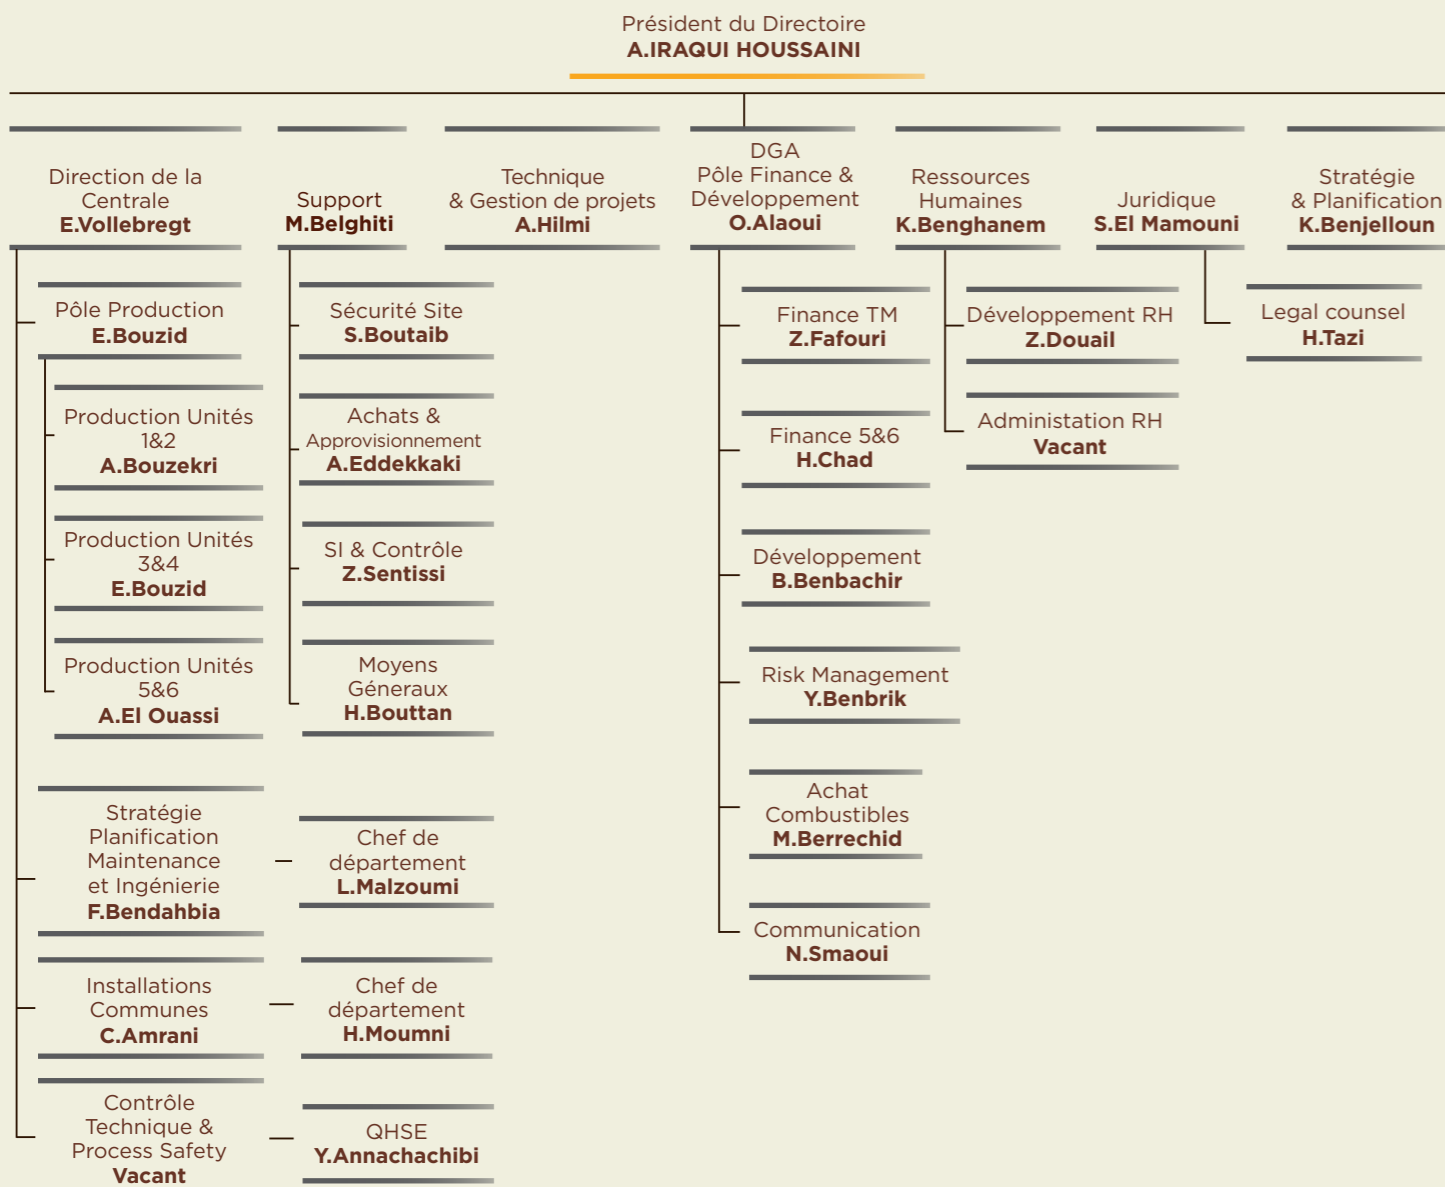 Président du Directoire
A.IRAQUI HOUSSAINI
Direction de la
Centrale
E.Vollebregt
Support
M.Belghiti
Technique
& Gestion de projets
A.Hilmi
DGA
Pôle Finance &
Développement
O.Alaoui
Ressources
Humaines
K.Benghanem
Juridique
S.El Mamouni
Stratégie
& Planification
K.Benjelloun
Pôle Production
E.Bouzid
Production Unités
1&2
A.Bouzekri
Production Unités
3&4
E.Bouzid
Production Unités
5&6
A.El Ouassi
Stratégie
Planification
Maintenance
et Ingénierie
F.Bendahbia
Chef de
département
L.Malzoumi
Installations
Communes
C.Amrani
Chef de
département
H.Moumni
Contrôle
Technique &
Process Safety
Vacant
QHSE
Y.Annachachibi
Sécurité Site
S.Boutaib
Achats &
Approvisionnement
A.Eddekkaki
SI & Contrôle
Z.Sentissi
Moyens
Géneraux
H.Bouttan
Finance TM
Z.Fafouri
Finance 5&6
H.Chad
Développement
B.Benbachir
Risk Management
Y.Benbrik
Achat
Combustibles
M.Berrechid
Communication
N.Smaoui
Développement RH
Z.Douail
Administation RH
Vacant
Legal counsel
H.Tazi